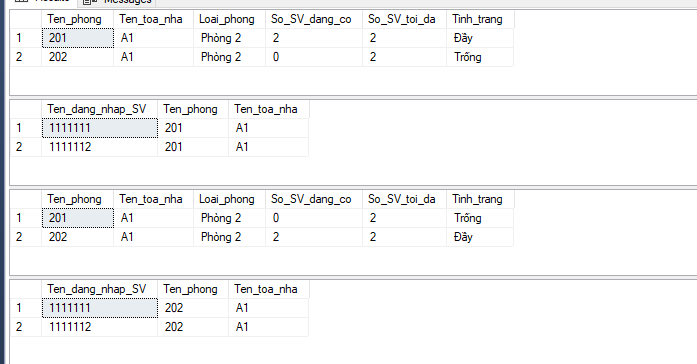 Results Messages
Ten_phong Ten_toa_nha Loai_phong So_SV_dang_co So_SV_toi_da Tinh_trang
1 201 A1 Phòng 2 2 2 Đầy
2 202 A1 Phòng 2 0 2 Trống
Ten_dang_nhap_SV Ten_phong Ten_toa_nha
1 1111111 201 A1
2 1111112 201 A1
Ten_phong Ten_toa_nha Loai_phong So_SV_dang_co So_SV_toi_da Tinh_trang
1 201 A1 Phòng 2 0 2 Trống
2 202 A1 Phòng 2 2 2 Đầy
Ten_dang_nhap_SV Ten_phong Ten_toa_nha
1 1111111 202 A1
2 1111112 202 A1